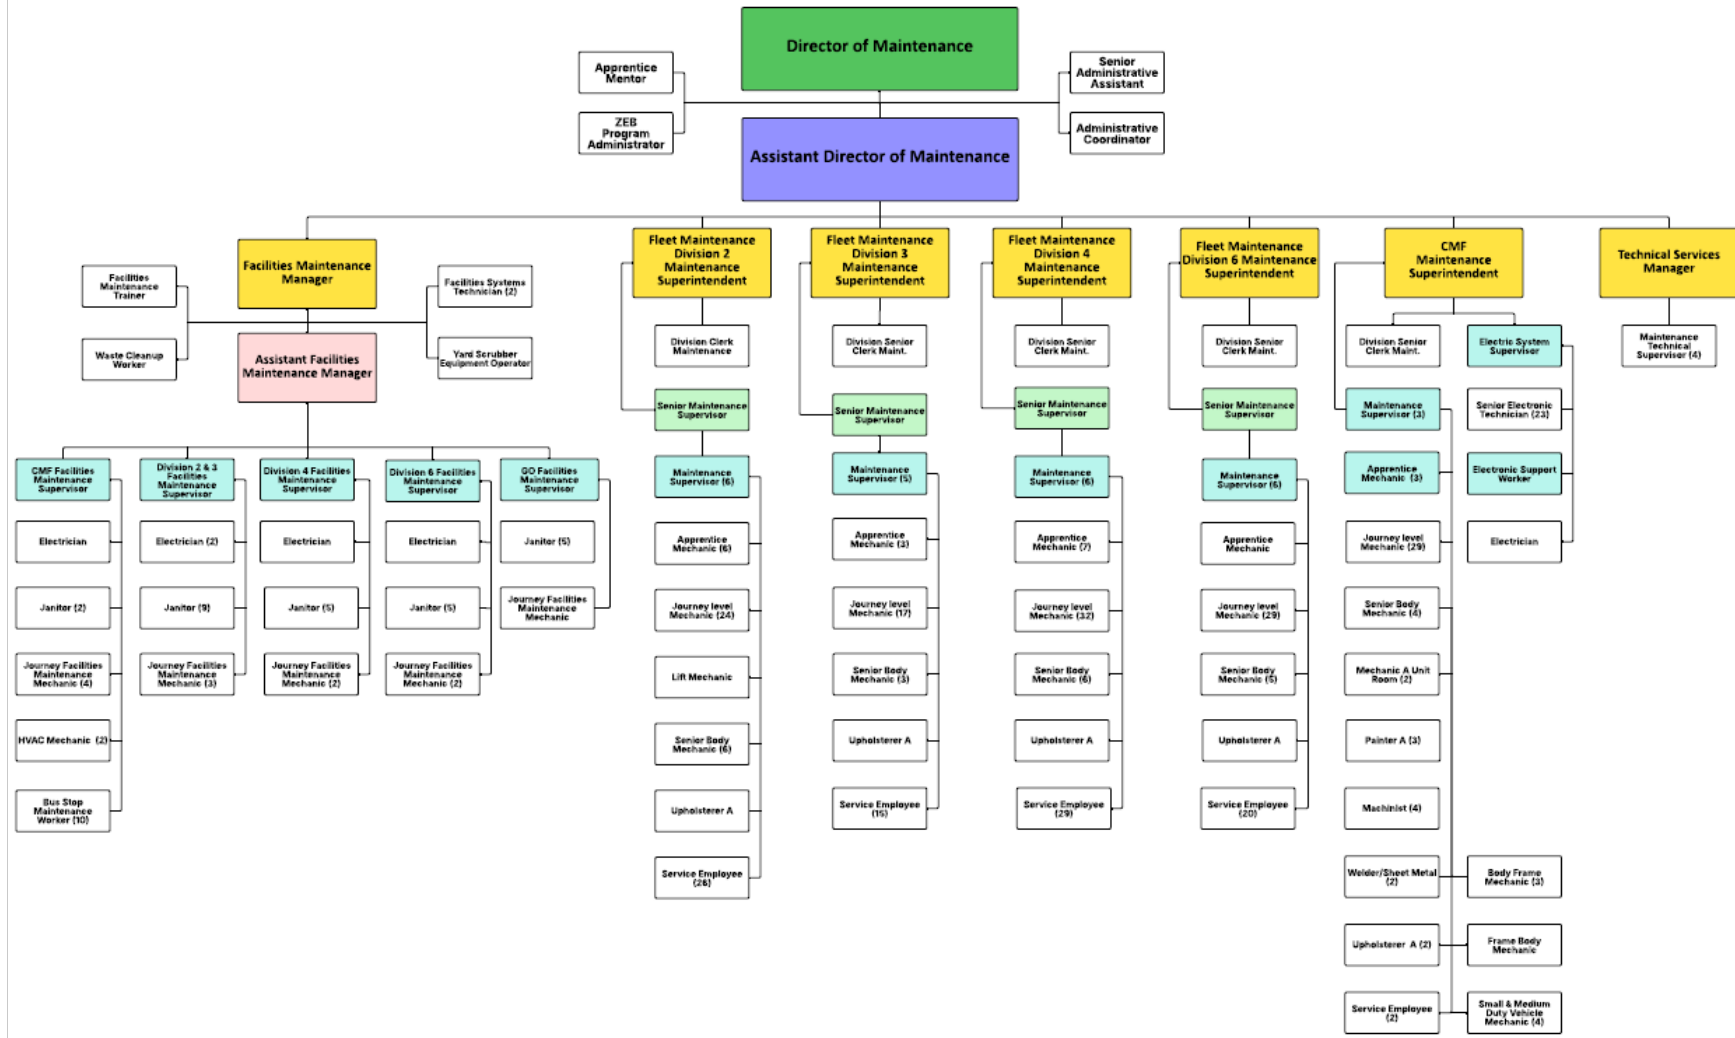 Director of Maintenance
Apprentice
Mentor
Senior
Administrative
Assistant
ZEB
Program
Administrator
Administrative
Coordinator
Assistant Director of Maintenance
Facilities Maintenance
Manager
Facilities
Maintenance
Trainer
Facilities Systems
Technician (2)
Waste Cleanup
Worker
Yard Scrubber
Equipment Operator
Assistant Facilities
Maintenance Manager
CMF Facilities
Maintenance
Supervisor
Electrician
Janitor (2)
Journey Facilities
Maintenance
Mechanic (4)
HVAC Mechanic (2)
Bus Stop
Maintenance
Worker (10)
Division 2 & 3
Facilities
Maintenance
Supervisor
Electrician (2)
Janitor (9)
Journey Facilities
Maintenance
Mechanic (3)
Division 4 Facilities
Maintenance
Supervisor
Electrician
Janitor (5)
Journey Facilities
Maintenance
Mechanic (2)
Division 6 Facilities
Maintenance
Supervisor
Electrician
Janitor (5)
Journey Facilities
Maintenance
Mechanic (2)
GO Facilities
Maintenance
Supervisor
Janitor (5)
Journey Facilities
Maintenance
Mechanic
Fleet Maintenance
Division 2
Maintenance
Superintendent
Division Clerk
Maintenance
Senior Maintenance
Supervisor
Maintenance
Supervisor (6)
Apprentice
Mechanic (6)
Journey level
Mechanic (24)
Lift Mechanic
Senior Body
Mechanic (6)
Upholsterer A
Service Employee
(26)
Fleet Maintenance
Division 3
Maintenance
Superintendent
Division Senior
Clerk Maint.
Senior Maintenance
Supervisor
Maintenance
Supervisor (5)
Apprentice
Mechanic (3)
Journey level
Mechanic (17)
Senior Body
Mechanic (3)
Upholsterer A
Service Employee
(15)
Fleet Maintenance
Division 4
Maintenance
Superintendent
Division Senior
Clerk Maint.
Senior Maintenance
Supervisor
Maintenance
Supervisor (6)
Apprentice
Mechanic (7)
Journey level
Mechanic (32)
Senior Body
Mechanic (6)
Upholsterer A
Service Employee
(29)
Fleet Maintenance
Division 6 Maintenance
Superintendent
Division Senior
Clerk Maint.
Senior Maintenance
Supervisor
Maintenance
Supervisor (6)
Apprentice
Mechanic
Journey level
Mechanic (29)
Senior Body
Mechanic (5)
Upholsterer A
Service Employee
(20)
CMF
Maintenance
Superintendent
Division Senior
Clerk Maint.
Maintenance
Supervisor (3)
Apprentice
Mechanic (3)
Journey level
Mechanic (29)
Senior Body
Mechanic (4)
Mechanic A Unit
Room (2)
Painter A (3)
Machinist (4)
Welder/Sheet Metal
(2)
Upholsterer A (2)
Service Employee
(2)
Electric System
Supervisor
Senior Electronic
Technician (23)
Electronic Support
Worker
Electrician
Body Frame
Mechanic (3)
Frame Body
Mechanic
Small & Medium
Duty Vehicle
Mechanic (4)
Technical Services
Manager
Maintenance
Technical
Supervisor (4)